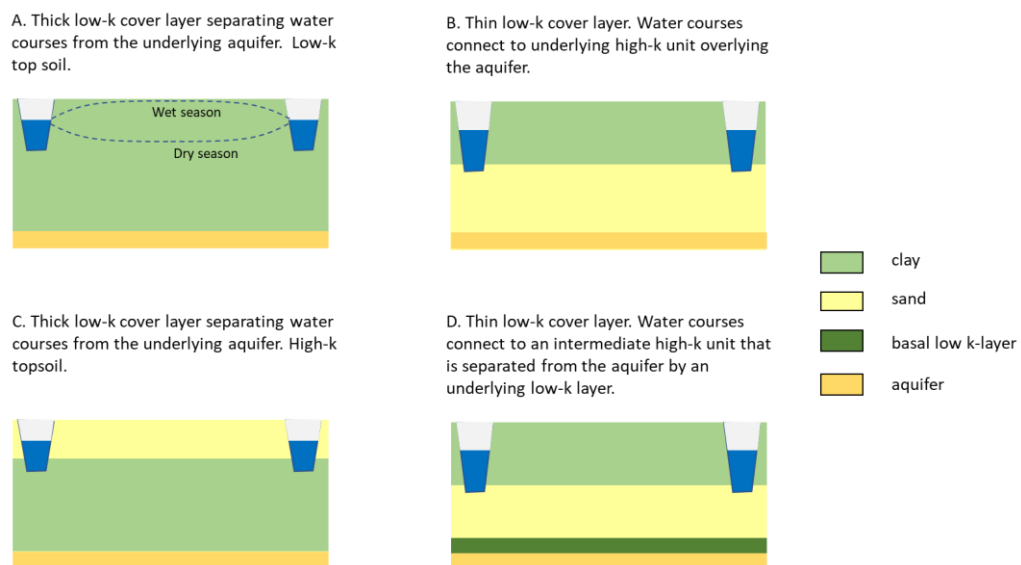 A. Thick low-k cover layer separating water
courses from the underlying aquifer.  Low-k
top soil.
Wet season
Dry season
B. Thin low-k cover layer. Water courses
connect to underlying high-k unit overlying
the aquifer.
C. Thick low-k cover layer separating water
courses from the underlying aquifer. High-k
topsoil.
D. Thin low-k cover layer. Water courses
connect to an intermediate high-k unit that
is separated from the aquifer by an
underlying low-k layer.
clay
sand
basal low k-layer
aquifer